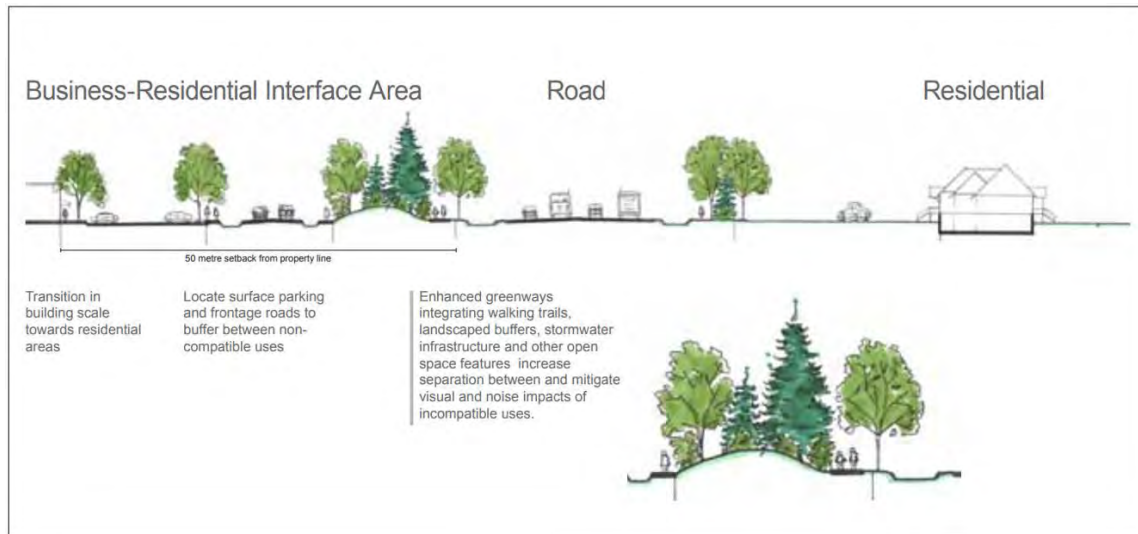 Business-Residential Interface Area
Road
Residential
50 metre setback from property line
Transition in
building scale
towards residential
areas
Locate surface parking
and frontage roads to
buffer between non-
compatible uses
Enhanced greenways
integrating walking trails,
landscaped buffers, stormwater
infrastructure and other open
space features increase
separation between and mitigate
visual and noise impacts of
incompatible uses.